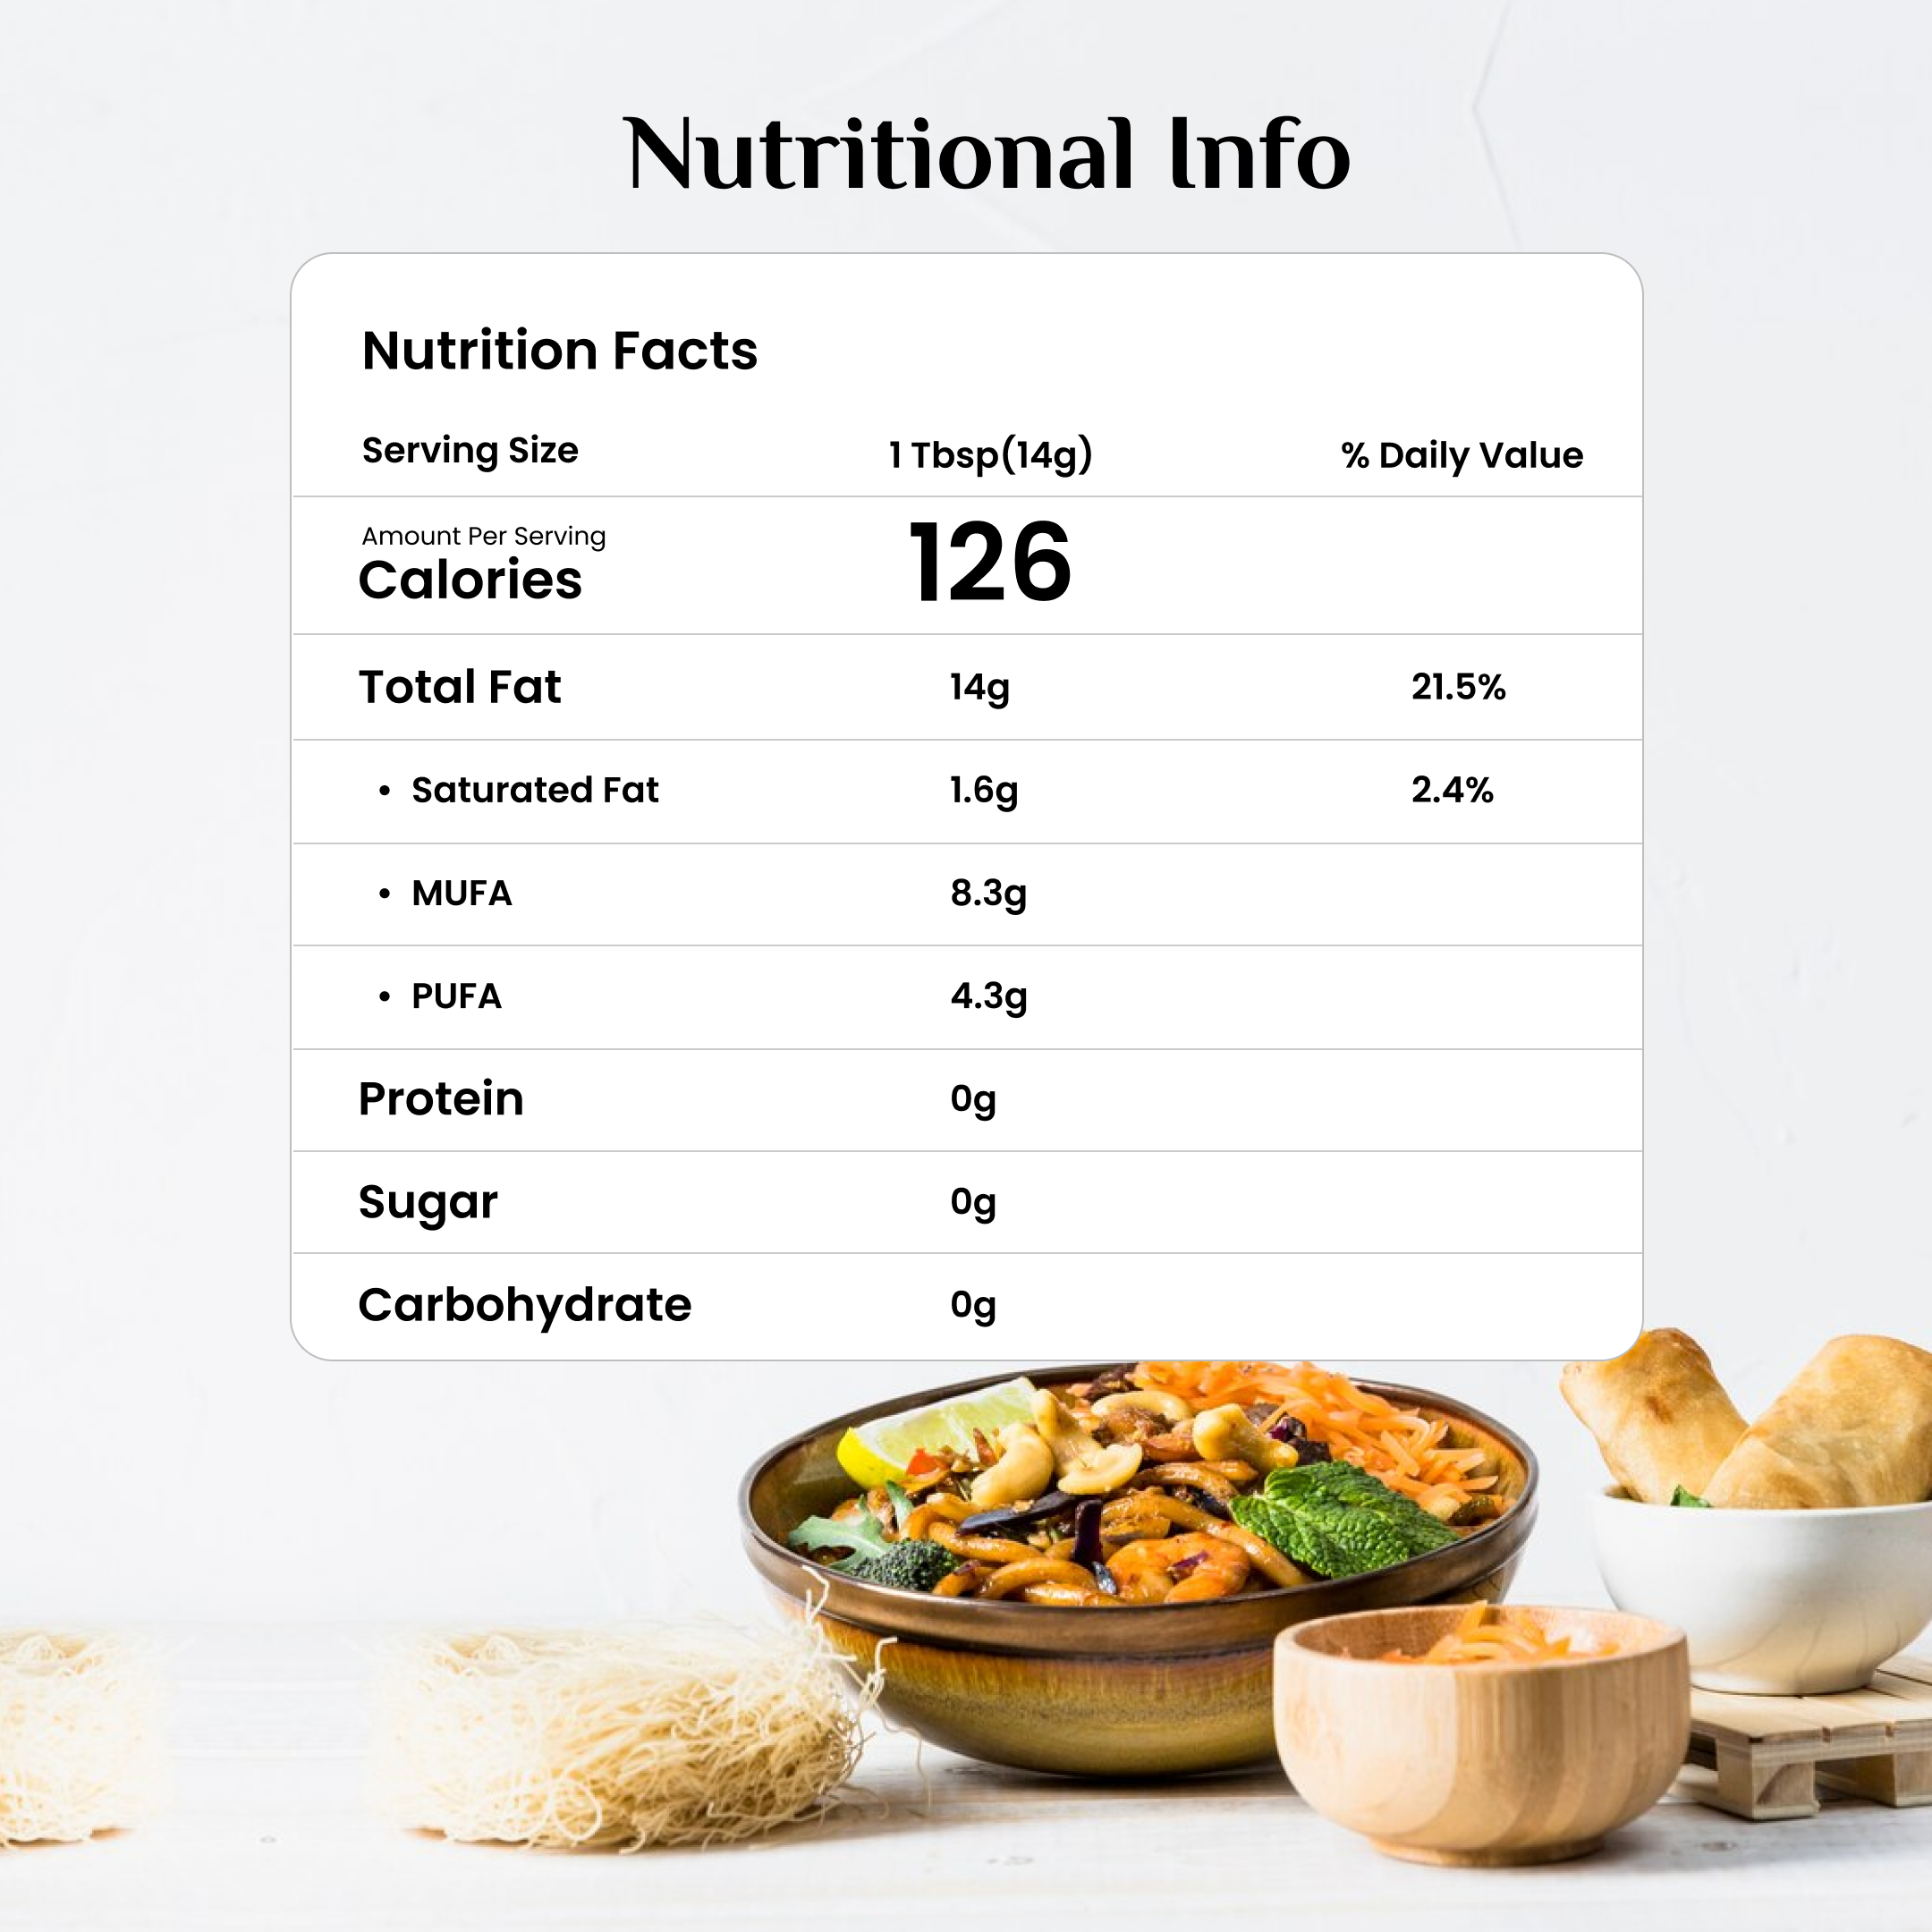 Nutritional Info
Nutrition Facts
Serving Size 1 Tbsp(14g) % Daily Value
Amount Per Serving
Calories 126
Total Fat 14g 21.5%
• Saturated Fat 1.6g 2.4%
• MUFA 8.3g
• PUFA 4.3g
Protein 0g
Sugar 0g
Carbohydrate 0g